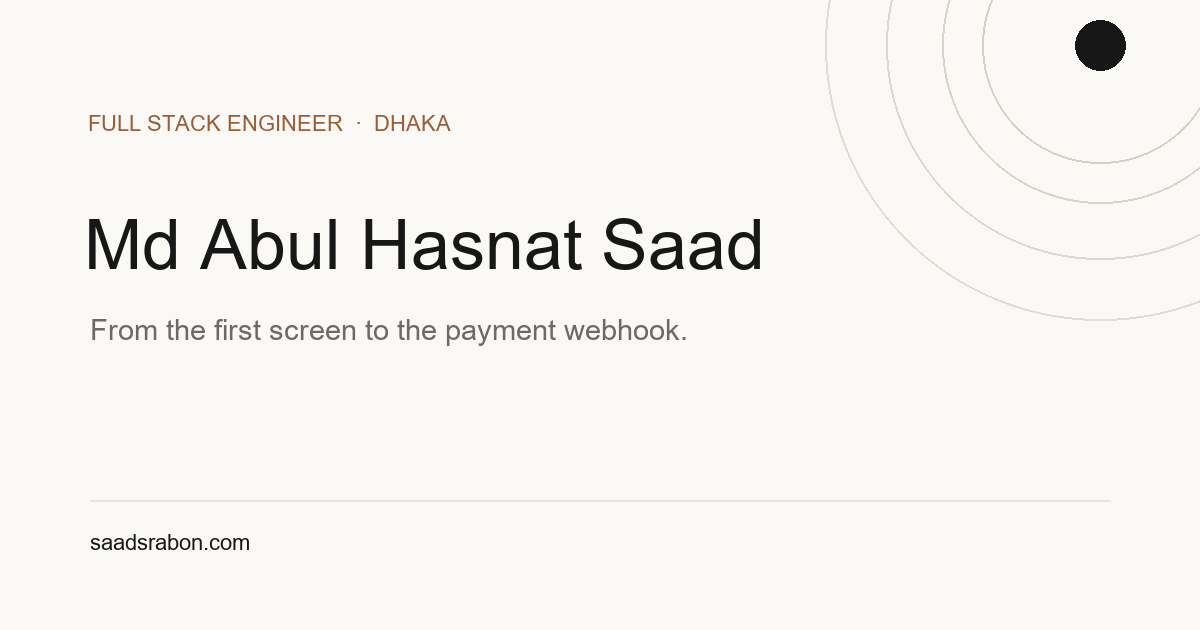 FULL STACK ENGINEER · DHAKA
Md Abul Hasnat Saad
From the first screen to the payment webhook.
saadsrabon.com